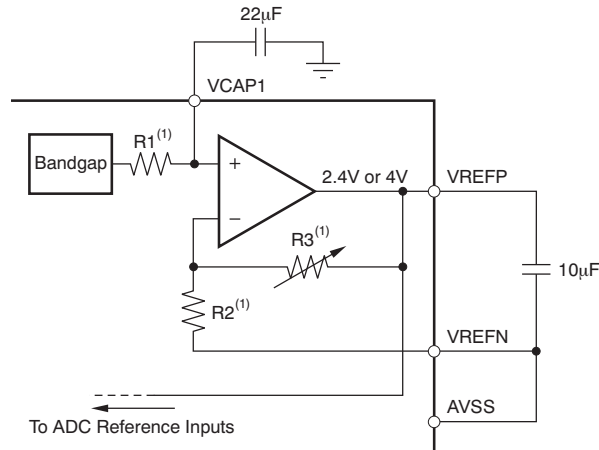 22µF
VCAP1
R1(1)
Bandgap
+
2.4V or 4V
VREFP
−
R3(1)
10µF
R2(1)
VREFN
AVSS
To ADC Reference Inputs